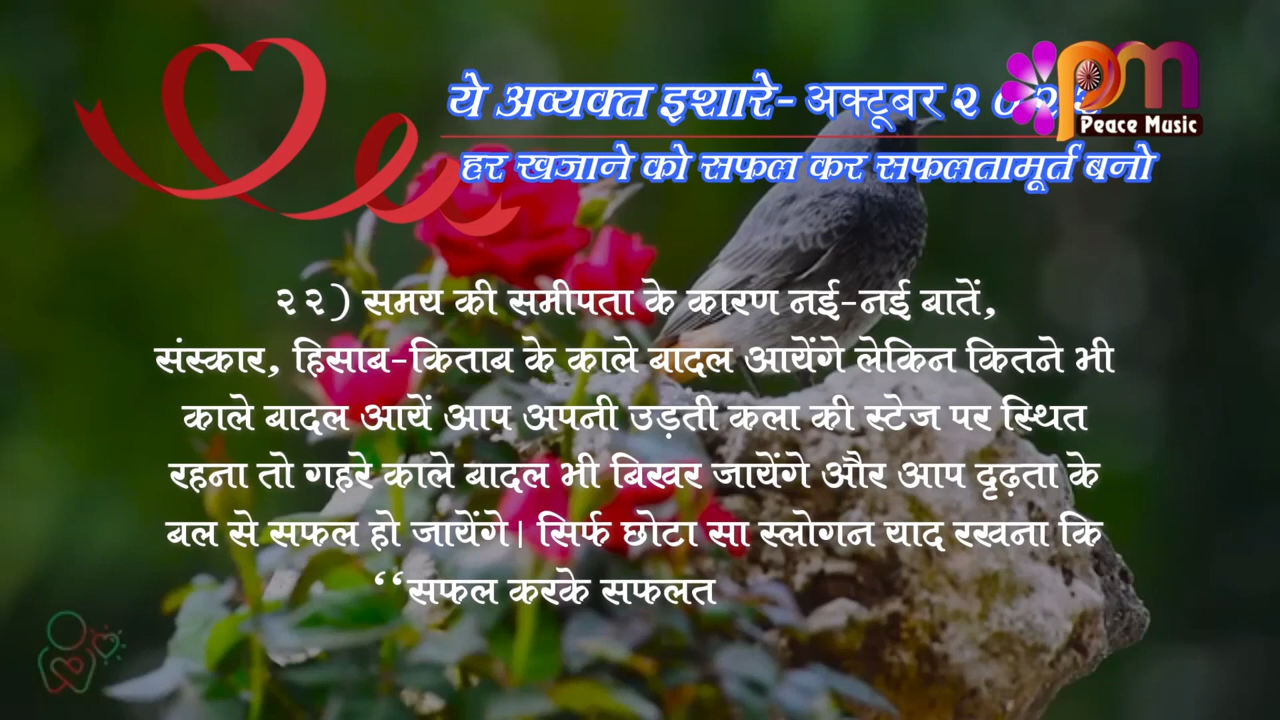 ये अव्यक्त इशारे- अक्टूबर २०२
pm
Peace Music
हर खजाने को सफल कर सफलतामूर्त बनो
२२) समय की समीपता के कारण नई-नई बातें,
संस्कार, हिसाब-किताब के काले बादल आयेंगे लेकिन कितने भी
काले बादल आयें आप अपनी उड़ती कला की स्टेज पर स्थित
रहना तो गहरे काले बादल भी बिखर जायेंगे और आप दृढ़ता के
बल से सफल हो जायेंगे। सिर्फ छोटा सा स्लोगन याद रखना कि
“सफल करके सफलत